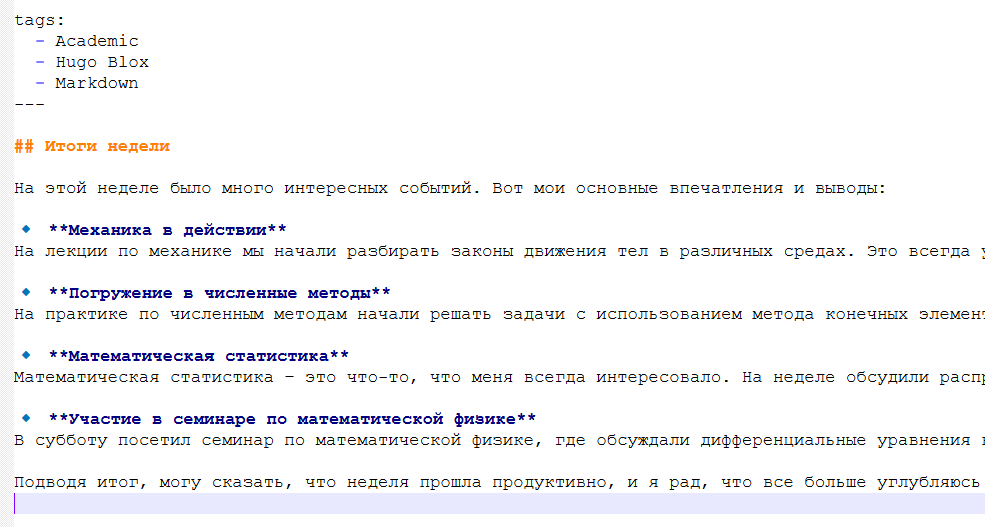 tags:
- Academic
- Hugo Blox
- Markdown
---
## Итоги недели
На этой неделе было много интересных событий. Вот мои основные впечатления и выводы:
🔹 **Механика в действии**
На лекции по механике мы начали разбирать законы движения тел в различных средах. Это всегда
🔹 **Погружение в численные методы**
На практике по численным методам начали решать задачи с использованием метода конечных
🔹 **Математическая статистика**
Математическая статистика – это что-то, что меня всегда интересовало. На неделе обсудили
🔹 **Участие в семинаре по математической физике**
В субботу посетил семинар по математической физике, где обсуждали дифференциальные уравнения
Подводя итог, могу сказать, что неделя прошла продуктивно, и я рад, что все больше углубляюсь